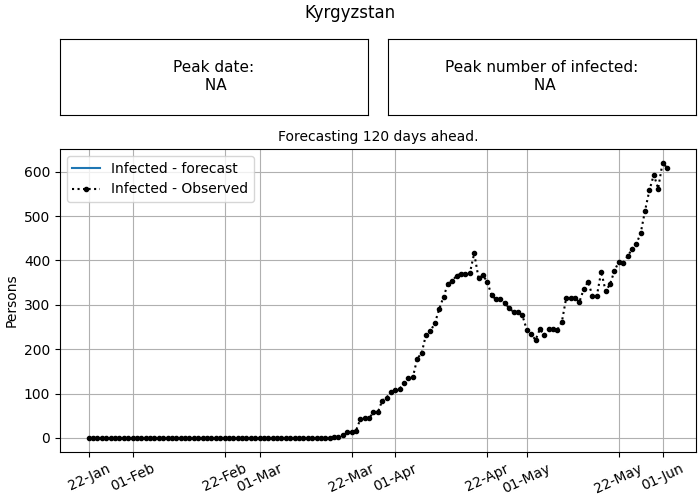 Kyrgyzstan
Peak date:
NA
Peak number of infected:
NA
Forecasting 120 days ahead.
Infected - forecast
Infected - Observed
Persons
600
500
400
300
200
100
0
22-Jan
01-Feb
22-Feb
01-Mar
22-Mar
01-Apr
22-Apr
01-May
22-May
01-Jun